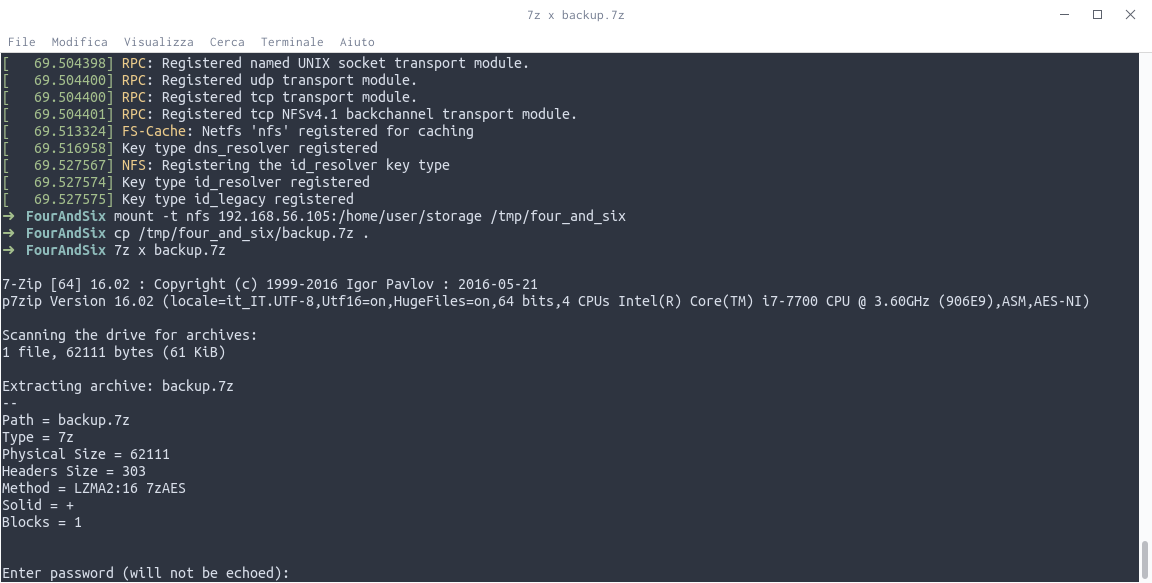 7z x backup.7z
File Modifica Visualizza Cerca Terminale Aiuto
[   69.504398] RPC: Registered named UNIX socket transport module.
[   69.504400] RPC: Registered udp transport module.
[   69.504400] RPC: Registered tcp transport module.
[   69.504401] RPC: Registered tcp NFSv4.1 backchannel transport module.
[   69.513324] FS-Cache: Netfs 'nfs' registered for caching
[   69.516958] Key type dns_resolver registered
[   69.527567] NFS: Registering the id_resolver key type
[   69.527574] Key type id_resolver registered
[   69.527575] Key type id_legacy registered
➜  FourAndSix mount -t nfs 192.168.56.105:/home/user/storage /tmp/four_and_six
➜  FourAndSix cp /tmp/four_and_six/backup.7z .
➜  FourAndSix 7z x backup.7z
7-Zip [64] 16.02 : Copyright (c) 1999-2016 Igor Pavlov : 2016-05-21
p7zip Version 16.02 (locale=it_IT.UTF-8,Utf16=on,HugeFiles=on,64 bits,4 CPUs Intel(R) Core(TM) i7-7700 CPU @ 3.60GHz (906E9),ASM,AES-NI)
Scanning the drive for archives:
1 file, 62111 bytes (61 KiB)
Extracting archive: backup.7z
--
Path = backup.7z
Type = 7z
Physical Size = 62111
Headers Size = 303
Method = LZMA2:16 7zAES
Solid = +
Blocks = 1
Enter password (will not be echoed):